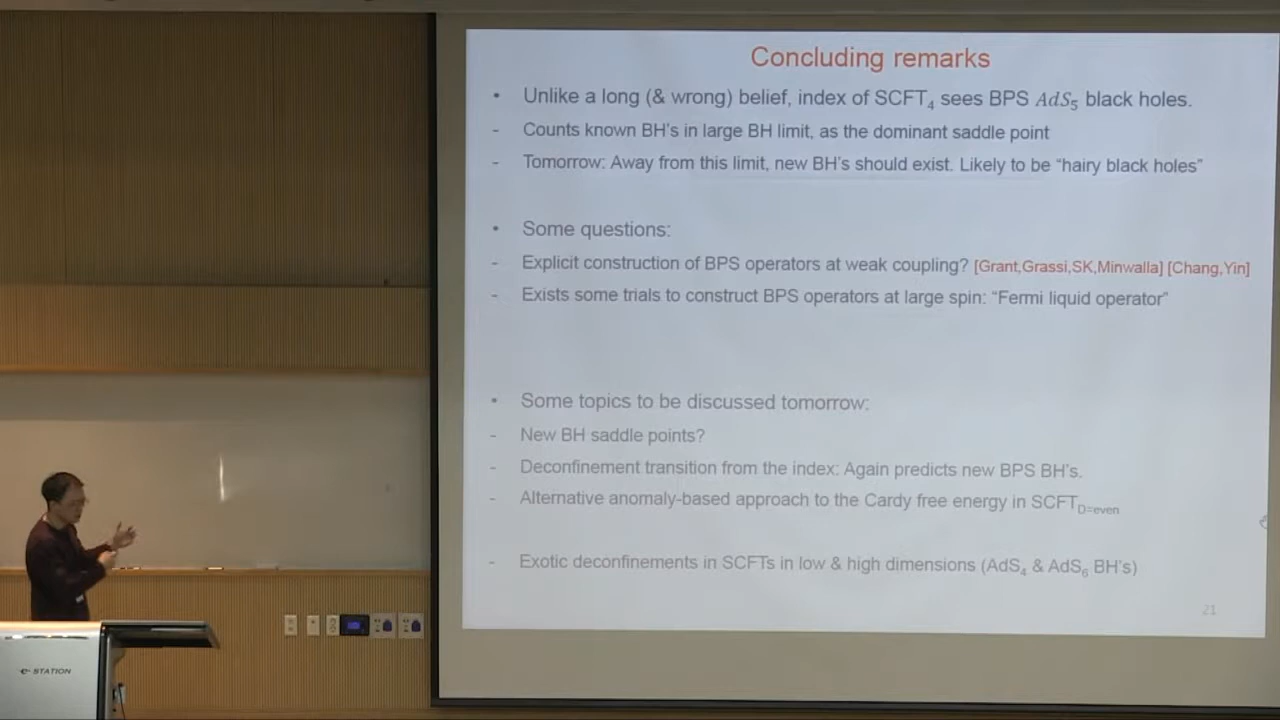 Concluding remarks
• Unlike a long (& wrong) belief, index of SCFT₄ sees BPS AdS₅ black holes.
- Counts known BH's in large BH limit, as the dominant saddle point
- Tomorrow: Away from this limit, new BH's should exist. Likely to be “hairy black holes”
• Some questions:
- Explicit construction of BPS operators at weak coupling? [Grant,Grassi,SK,Minwalla] [Chang,Yin]
- Exists some trials to construct BPS operators at large spin: “Fermi liquid operator”
• Some topics to be discussed tomorrow:
- New BH saddle points?
- Deconfinement transition from the index: Again predicts new BPS BH's.
- Alternative anomaly-based approach to the Cardy free energy in SCFT_D=even
- Exotic deconfinements in SCFTs in low & high dimensions (AdS₄ & AdS₆ BH's)
21
e-STATION